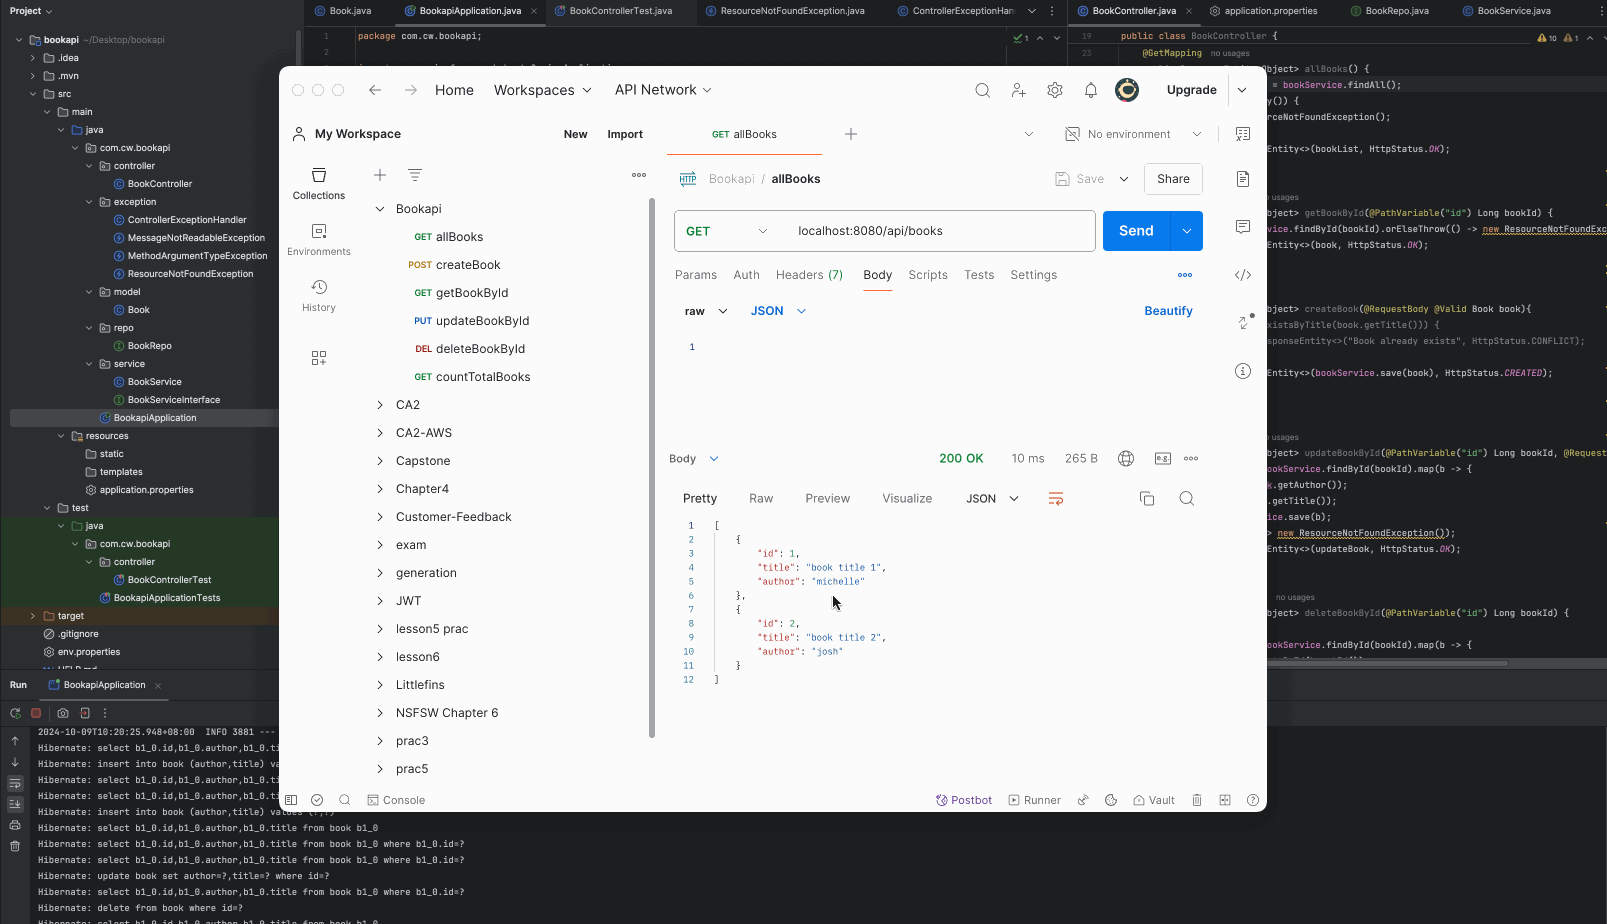 Project
Book.java
BookapiApplication.java
BookControllerTest.java
ResourceNotFoundException.java
ControllerExceptionHan
BookController.java
application.properties
BookRepo.java
BookService.java
bookapi ~/Desktop/bookapi
.idea
.mvn
src
main
java
com.cw.bookapi
controller
BookController
exception
ControllerExceptionHandler
MessageNotReadableException
MethodArgumentTypeException
ResourceNotFoundException
model
Book
repo
BookRepo
service
BookService
BookServiceInterface
BookapiApplication
resources
static
templates
application.properties
test
java
com.cw.bookapi
controller
BookControllerTest
BookapiApplicationTests
target
.gitignore
env.properties
1 package com.cw.bookapi;
2
1
19 public class BookController {
10 1
23 @GetMapping no usages
Object> allBooks() {
= bookService.findAll();
y()) {
rceNotFoundException();
Entity<>(bookList, HttpStatus.OK);
usages
bject> getBookById(@PathVariable("id") Long bookId) {
vice.findById(bookId).orElseThrow(() -> new ResourceNotFoundExc
Entity<>(book, HttpStatus.OK);
bject> createBook(@RequestBody @Valid Book book){
xistsByTitle(book.getTitle())) {
sponseEntity<>("Book already exists", HttpStatus.CONFLICT);
Entity<>(bookService.save(book), HttpStatus.CREATED);
usages
bject> updateBookById(@PathVariable("id") Long bookId, @Request
ookService.findById(bookId).map(b -> {
k.getAuthor());
.getTitle());
ice.save(b);
> new ResourceNotFoundException());
Entity<>(updateBook, HttpStatus.OK);
no usages
bject> deleteBookById(@PathVariable("id") Long bookId) {
ookService.findById(bookId).map(b -> {
Home
Workspaces
API Network
Upgrade
My Workspace
New
Import
GET allBooks
No environment
Collections
Environments
History
Bookapi
GET allBooks
POST createBook
GET getBookById
PUT updateBookById
DEL deleteBookById
GET countTotalBooks
CA2
CA2-AWS
Capstone
Chapter4
Customer-Feedback
exam
generation
JWT
lesson5 prac
lesson6
Littlefins
NSFSW Chapter 6
prac3
prac5
HTTP Bookapi / allBooks
Save
Share
GET
localhost:8080/api/books
Send
Params
Auth
Headers (7)
Body
Scripts
Tests
Settings
raw
JSON
Beautify
1
Body
200 OK
10 ms
265 B
e.g.
Pretty
Raw
Preview
Visualize
JSON
1 [
2 {
3 "id": 1,
4 "title": "book title 1",
5 "author": "michelle"
6 },
7 {
8 "id": 2,
9 "title": "book title 2",
10 "author": "josh"
11 }
12 ]
Console
Postbot
Runner
Vault
Run
BookapiApplication
2024-10-09T10:20:25.948+08:00 INFO 3881 ---
Hibernate: select b1_0.id,b1_0.author,b1_0.ti
Hibernate: insert into book (author,title) va
Hibernate: select b1_0.id,b1_0.author,b1_0.ti
Hibernate: select b1_0.id,b1_0.author,b1_0.ti
Hibernate: insert into book (author,title) values (?,?)
Hibernate: select b1_0.id,b1_0.author,b1_0.title from book b1_0
Hibernate: select b1_0.id,b1_0.author,b1_0.title from book b1_0 where b1_0.id=?
Hibernate: select b1_0.id,b1_0.author,b1_0.title from book b1_0 where b1_0.id=?
Hibernate: update book set author=?,title=? where id=?
Hibernate: select b1_0.id,b1_0.author,b1_0.title from book b1_0 where b1_0.id=?
Hibernate: delete from book where id=?
Hibernate: select b1_0.id,b1_0.author,b1_0.title from book b1_0